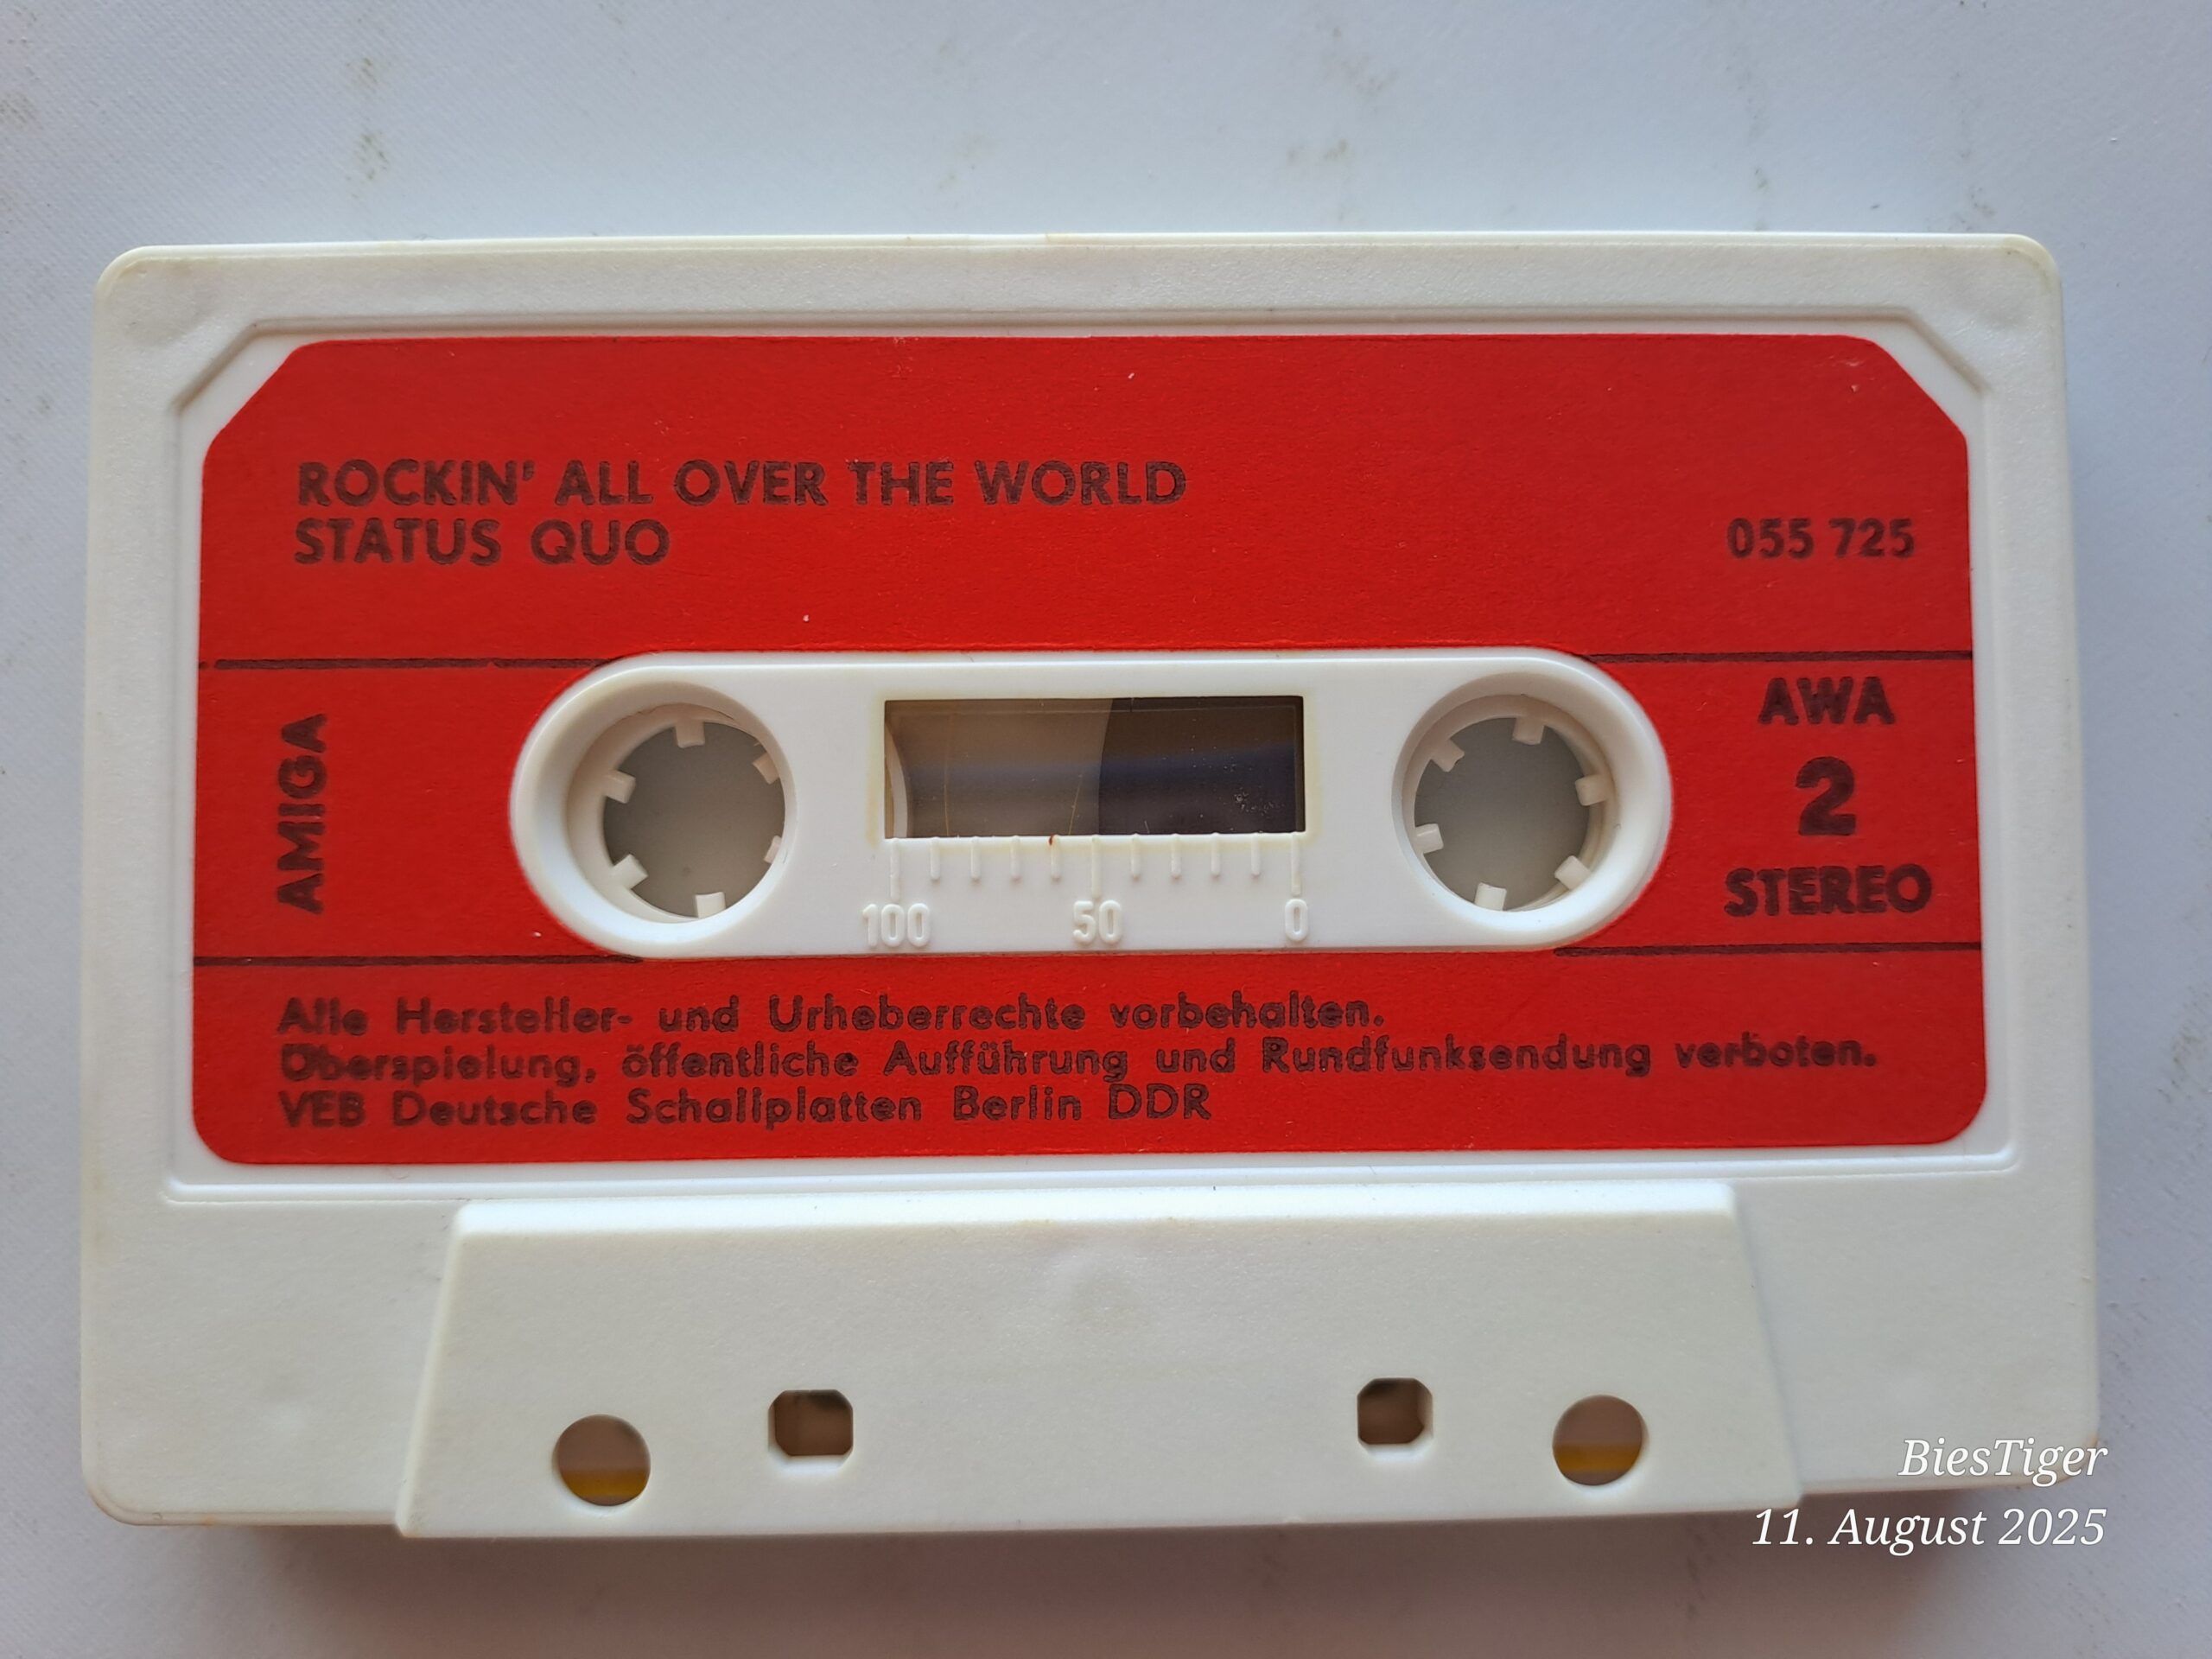 ROCKIN' ALL OVER THE WORLD
STATUS QUO
055 725
AMIGA
AWA
2
STEREO
100 50 0
Alle Hersteller- und Urheberrechte vorbehalten.
Überspielung, öffentliche Aufführung und Rundfunksendung verboten.
VEB Deutsche Schallplatten Berlin DDR
BiesTiger
11. August 2025